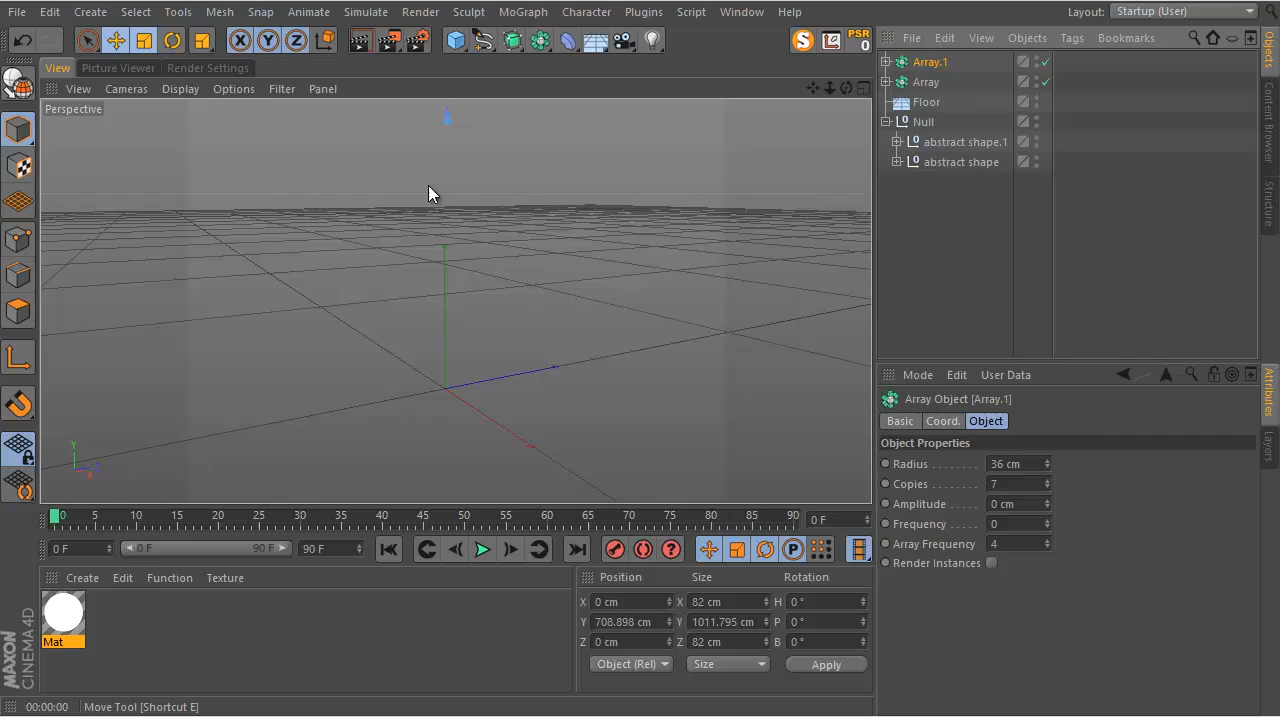 File Edit Create Select Tools Mesh Snap Animate Simulate Render Sculpt MoGraph Character Plugins Script Window Help Layout: Startup (User)
X Y Z S PSR
0
View Picture Viewer Render Settings
File Edit View Objects Tags Bookmarks
View Cameras Display Options Filter Panel
Perspective
Array.1
Array
Floor
Null
abstract shape.1
abstract shape
Objects
Content Browser
Structure
Mode Edit User Data
Array Object [Array.1]
Basic Coord. Object
Object Properties
Radius . . . . . . . . 36 cm
Copies . . . . . . . . 7
Amplitude . . . . . 0 cm
Frequency . . . . . 0
Array Frequency 4
Render Instances
Attributes
Layers
Y
X Z
0 5 10 15 20 25 30 35 40 45 50 55 60 65 70 75 80 85 90 0 F
0 F 0 F 90 F 90 F P
Create Edit Function Texture
Mat
Position Size Rotation
X 0 cm X 82 cm H 0 °
Y 708.898 cm Y 1011.795 cm P 0 °
Z 0 cm Z 82 cm B 0 °
Object (Rel) Size Apply
MAXON
CINEMA 4D
00:00:00 Move Tool [Shortcut E]